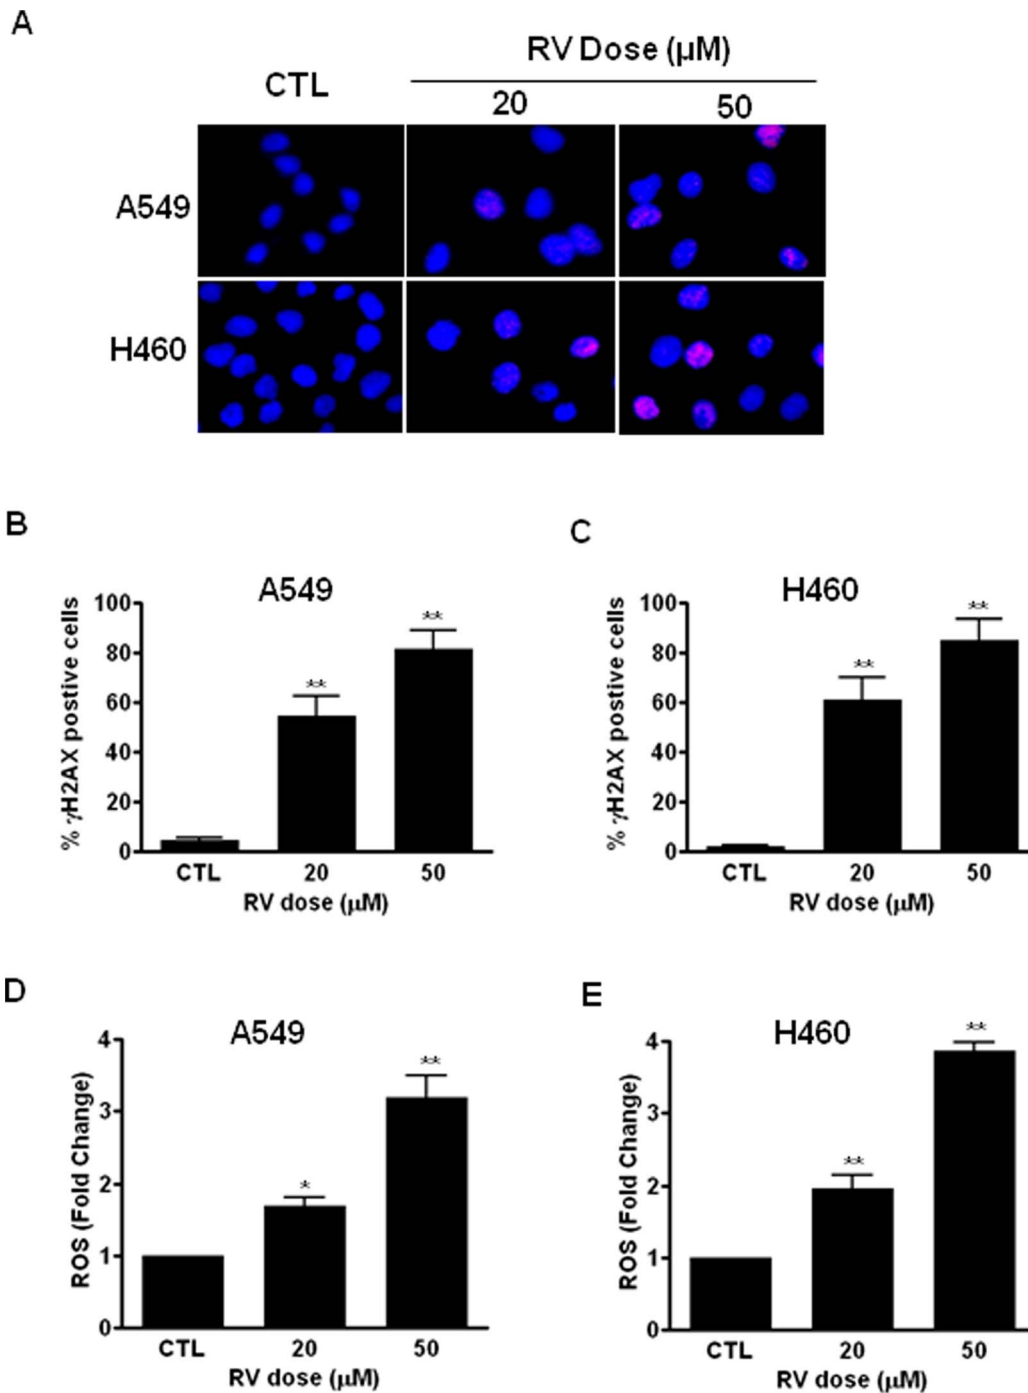 A
RV Dose (μM)
CTL
20
50
A549
H460
B
A549
% γH2AX postive cells
100
80
60
40
20
0
**
**
CTL
20
50
RV dose (μM)
C
H460
% γH2AX postive cells
100
80
60
40
20
0
**
**
CTL
20
50
RV dose (μM)
D
A549
ROS (Fold Change)
4
3
2
1
0
*
**
CTL
20
50
RV dose (μM)
E
H460
ROS (Fold Change)
4
3
2
1
0
**
**
CTL
20
50
RV dose (μM)